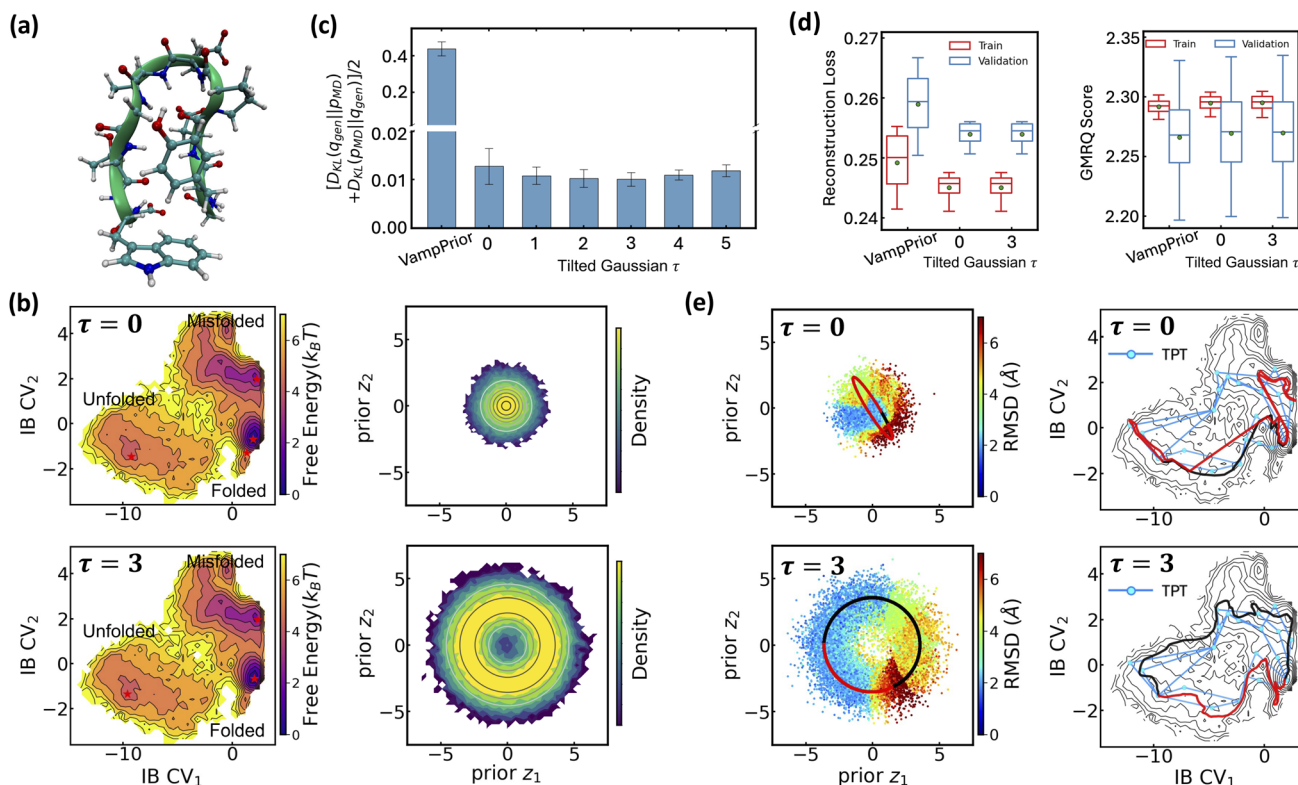 (a)
(c)
[D_KL(q_gen||p_MD)
+D_KL(p_MD||q_gen)]/2
0.4
0.2
0.02
0.01
0.00
VampPrior
0
1
2
3
4
5
Tilted Gaussian τ
(d)
Reconstruction Loss
0.27
0.26
0.25
0.24
Train
Validation
VampPrior
0
3
Tilted Gaussian τ
GMRQ Score
2.35
2.30
2.25
2.20
Train
Validation
VampPrior
0
3
Tilted Gaussian τ
(b)
τ = 0
Misfolded
Unfolded
Folded
IB CV₂
4
2
0
−2
−10
0
Free Energy(k_BT)
6
4
2
0
prior z₂
5
0
−5
−5
0
5
Density
τ = 3
Misfolded
Unfolded
Folded
IB CV₂
4
2
0
−2
−10
0
IB CV₁
Free Energy(k_BT)
6
4
2
0
prior z₂
5
0
−5
−5
0
5
prior z₁
Density
(e)
τ = 0
prior z₂
5
0
−5
−5
0
5
RMSD (Å)
6
4
2
0
τ = 0
TPT
IB CV₂
4
2
0
−2
−10
0
τ = 3
prior z₂
5
0
−5
−5
0
5
prior z₁
RMSD (Å)
6
4
2
0
τ = 3
TPT
IB CV₂
4
2
0
−2
−10
0
IB CV₁